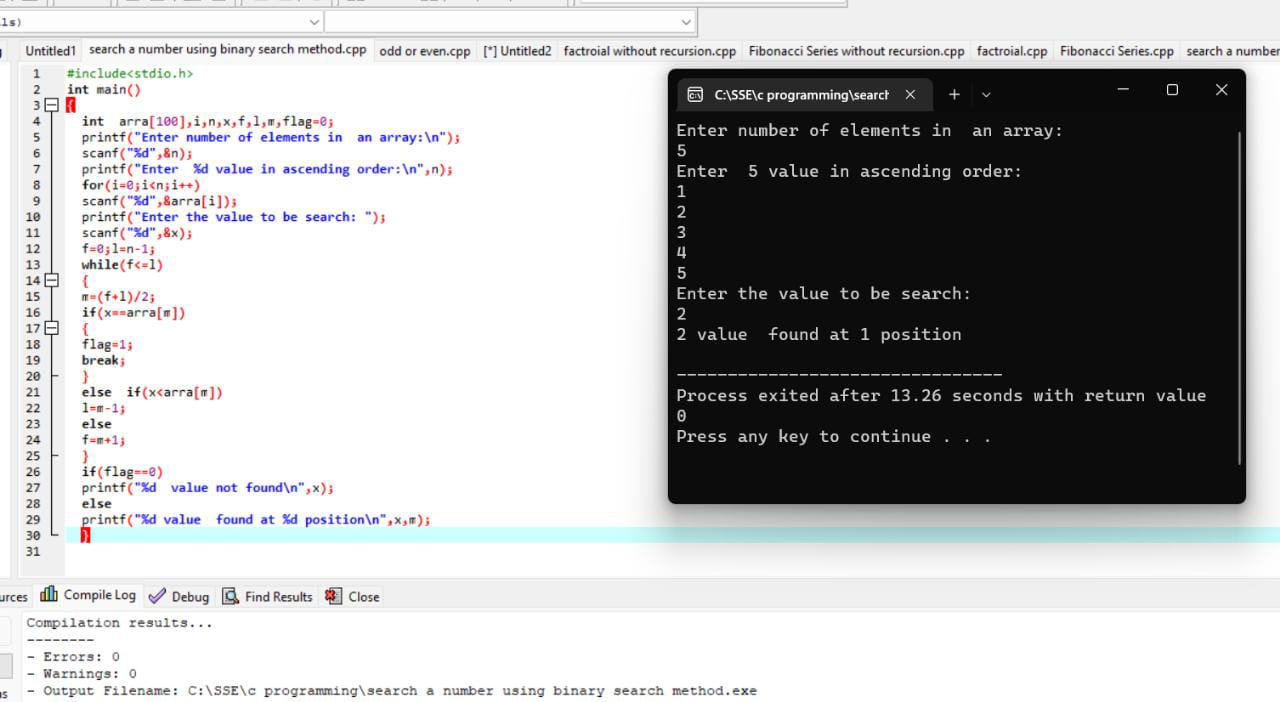 ls)
Untitled1 search a number using binary search method.cpp odd or even.cpp [*] Untitled2 factroial without recursion.cpp Fibonacci Series without recursion.cpp factroial.cpp Fibonacci Series.cpp search a number
1 #include<stdio.h>
2 int main()
3 {
4 int  arra[100],i,n,x,f,l,m,flag=0;
5 printf("Enter number of elements in  an array:\n");
6 scanf("%d",&n);
7 printf("Enter  %d value in ascending order:\n",n);
8 for(i=0;i<n;i++)
9 scanf("%d",&arra[i]);
10 printf("Enter the value to be search: ");
11 scanf("%d",&x);
12 f=0;l=n-1;
13 while(f<=l)
14 {
15 m=(f+l)/2;
16 if(x==arra[m])
17 {
18 flag=1;
19 break;
20 }
21 else  if(x<arra[m])
22 l=m-1;
23 else
24 f=m+1;
25 }
26 if(flag==0)
27 printf("%d  value not found\n",x);
28 else
29 printf("%d value  found at %d position\n",x,m);
30 }
31
C:\SSE\c programming\search
Enter number of elements in  an array:
5
Enter  5 value in ascending order:
1
2
3
4
5
Enter the value to be search:
2
2 value  found at 1 position
--------------------------------
Process exited after 13.26 seconds with return value
0
Press any key to continue . . .
urces Compile Log Debug Find Results Close
Compilation results...
--------
- Errors: 0
- Warnings: 0
- Output Filename: C:\SSE\c programming\search a number using binary search method.exe